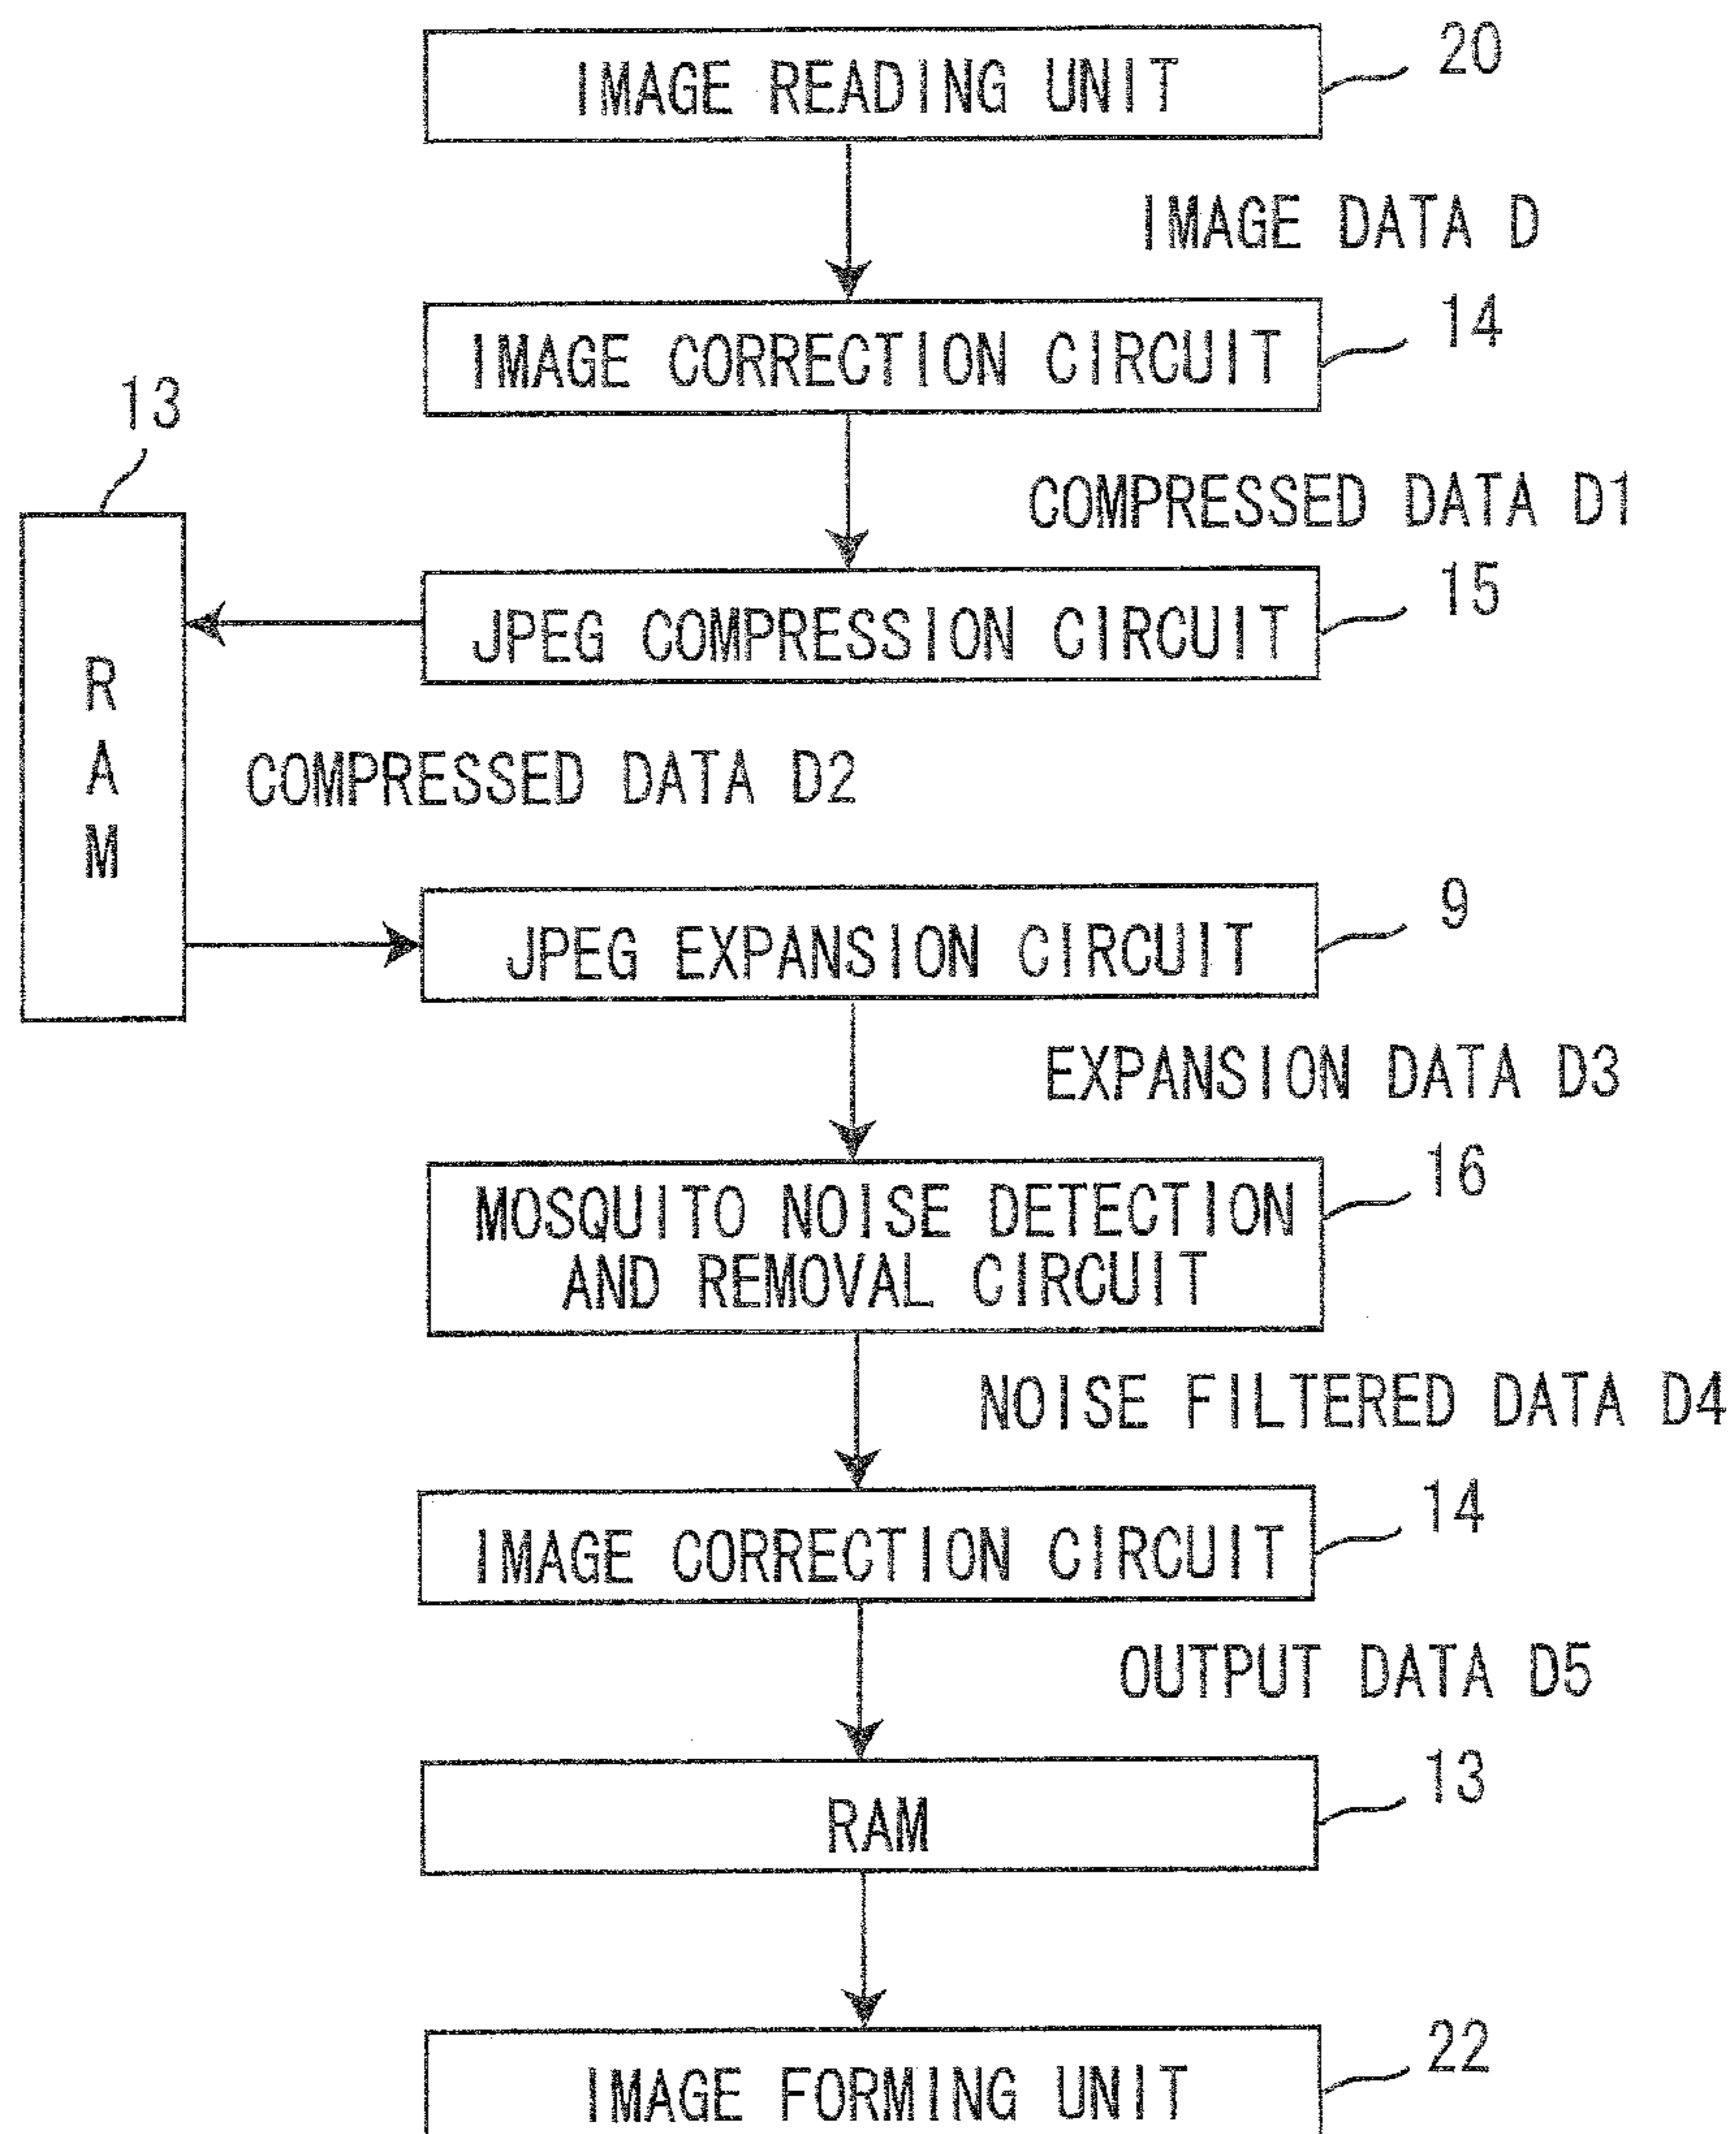 IMAGE READING UNIT
20
IMAGE DATA D
IMAGE CORRECTION CIRCUIT
14
13
COMPRESSED DATA D1
JPEG COMPRESSION CIRCUIT
15
R
A
M
COMPRESSED DATA D2
JPEG EXPANSION CIRCUIT
9
EXPANSION DATA D3
MOSQUITO NOISE DETECTION
AND REMOVAL CIRCUIT
16
NOISE FILTERED DATA D4
IMAGE CORRECTION CIRCUIT
14
OUTPUT DATA D5
RAM
13
IMAGE FORMING UNIT
22